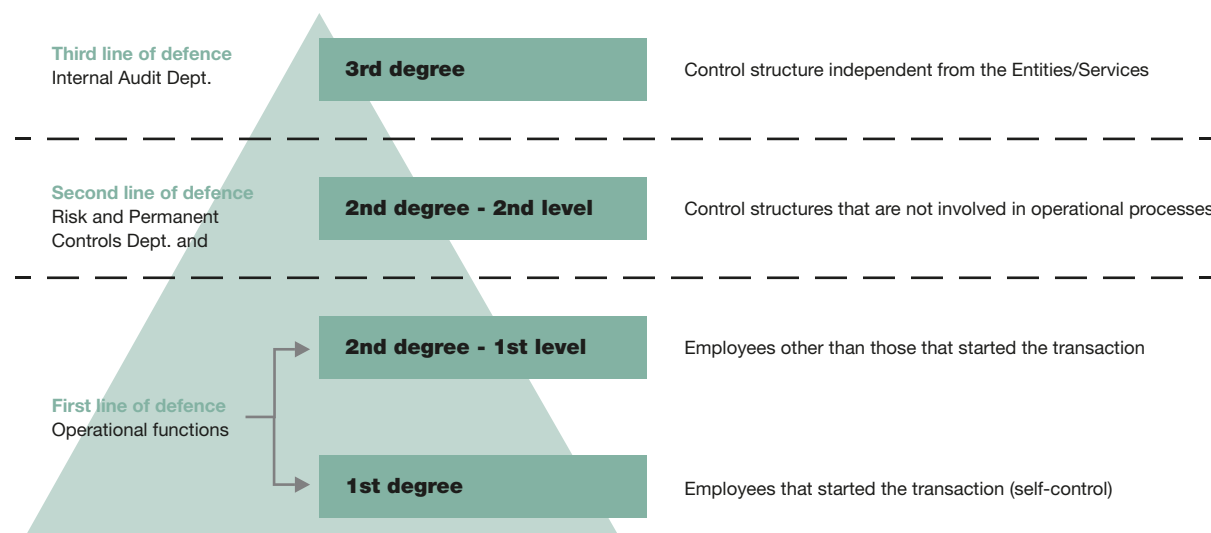 Third line of defence
Internal Audit Dept.
3rd degree
Control structure independent from the Entities/Services
Second line of defence
Risk and Permanent
Controls Dept. and
2nd degree - 2nd level
Control structures that are not involved in operational processes
2nd degree - 1st level
Employees other than those that started the transaction
First line of defence
Operational functions
1st degree
Employees that started the transaction (self-control)